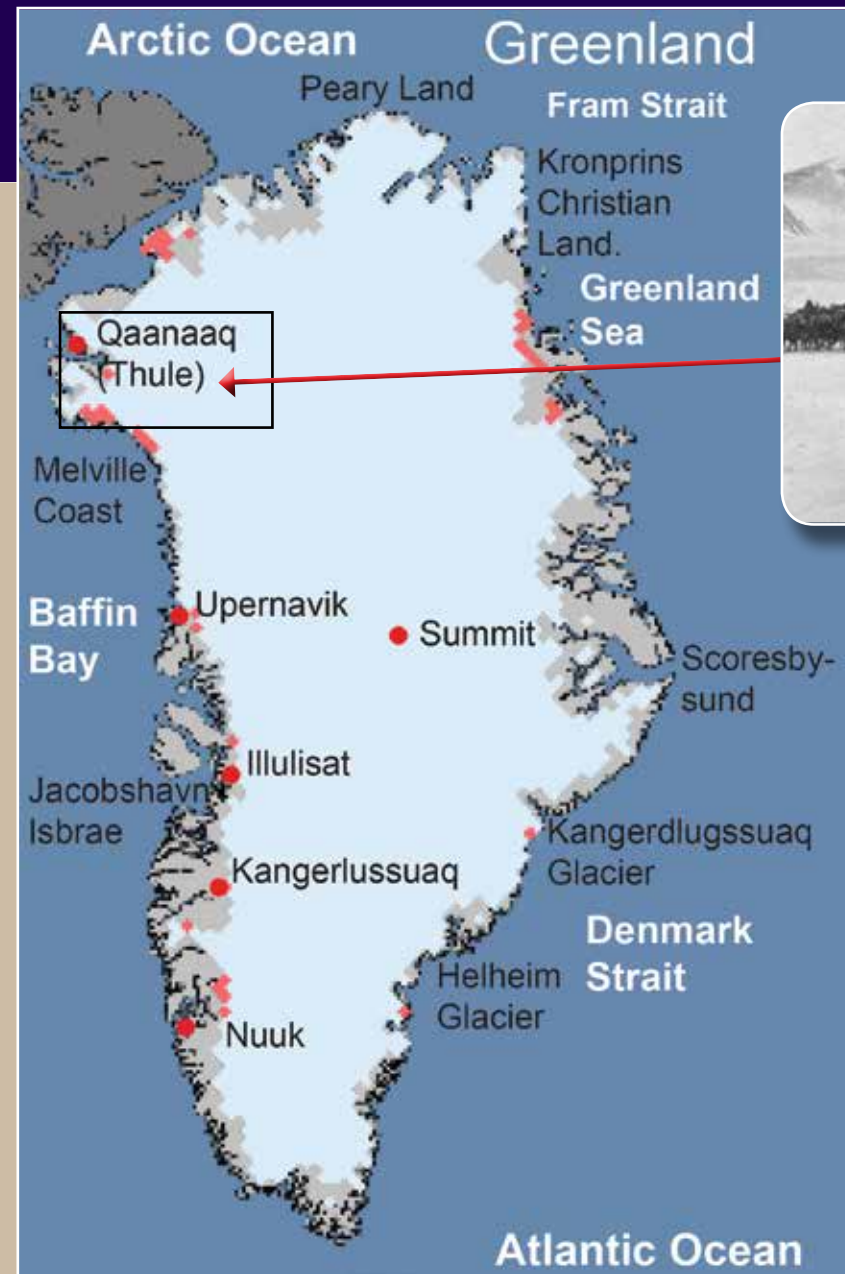 Arctic Ocean
Greenland
Peary Land
Fram Strait
Kronprins
Christian
Land.
Greenland
Sea
Qaanaaq
(Thule)
Melville
Coast
Baffin
Bay
Upernavik
Summit
Scoresby-
sund
Illulisat
Jacobshavn
Isbrae
Kangerdlugssuaq
Glacier
Kangerlussuaq
Denmark
Strait
Helheim
Glacier
Nuuk
Atlantic Ocean